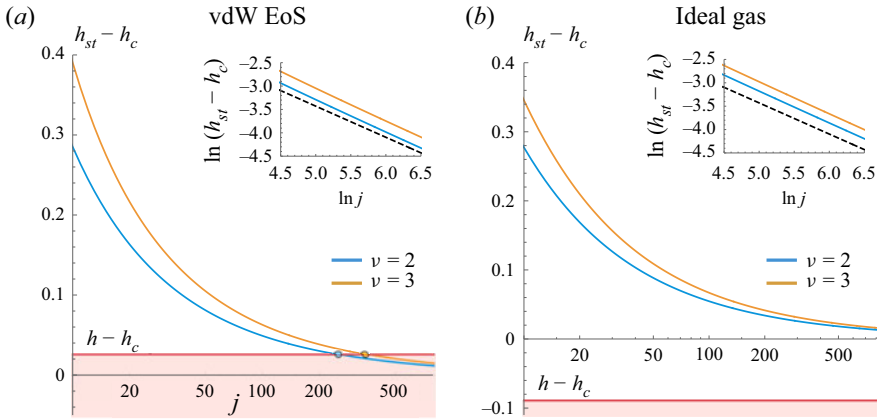 (a) vdW EoS
h_st – h_c
0.4
0.3
0.2
0.1
0
20 50 100 200 500
j
h – h_c
ln (h_st – h_c)
–2.5
–3.0
–3.5
–4.0
–4.5
4.5 5.0 5.5 6.0 6.5
ln j
ν = 2
ν = 3
(b) Ideal gas
h_st – h_c
0.4
0.3
0.2
0.1
0
–0.1
20 50 100 200 500
h – h_c
ln (h_st – h_c)
–2.5
–3.0
–3.5
–4.0
–4.5
4.5 5.0 5.5 6.0 6.5
ln j
ν = 2
ν = 3